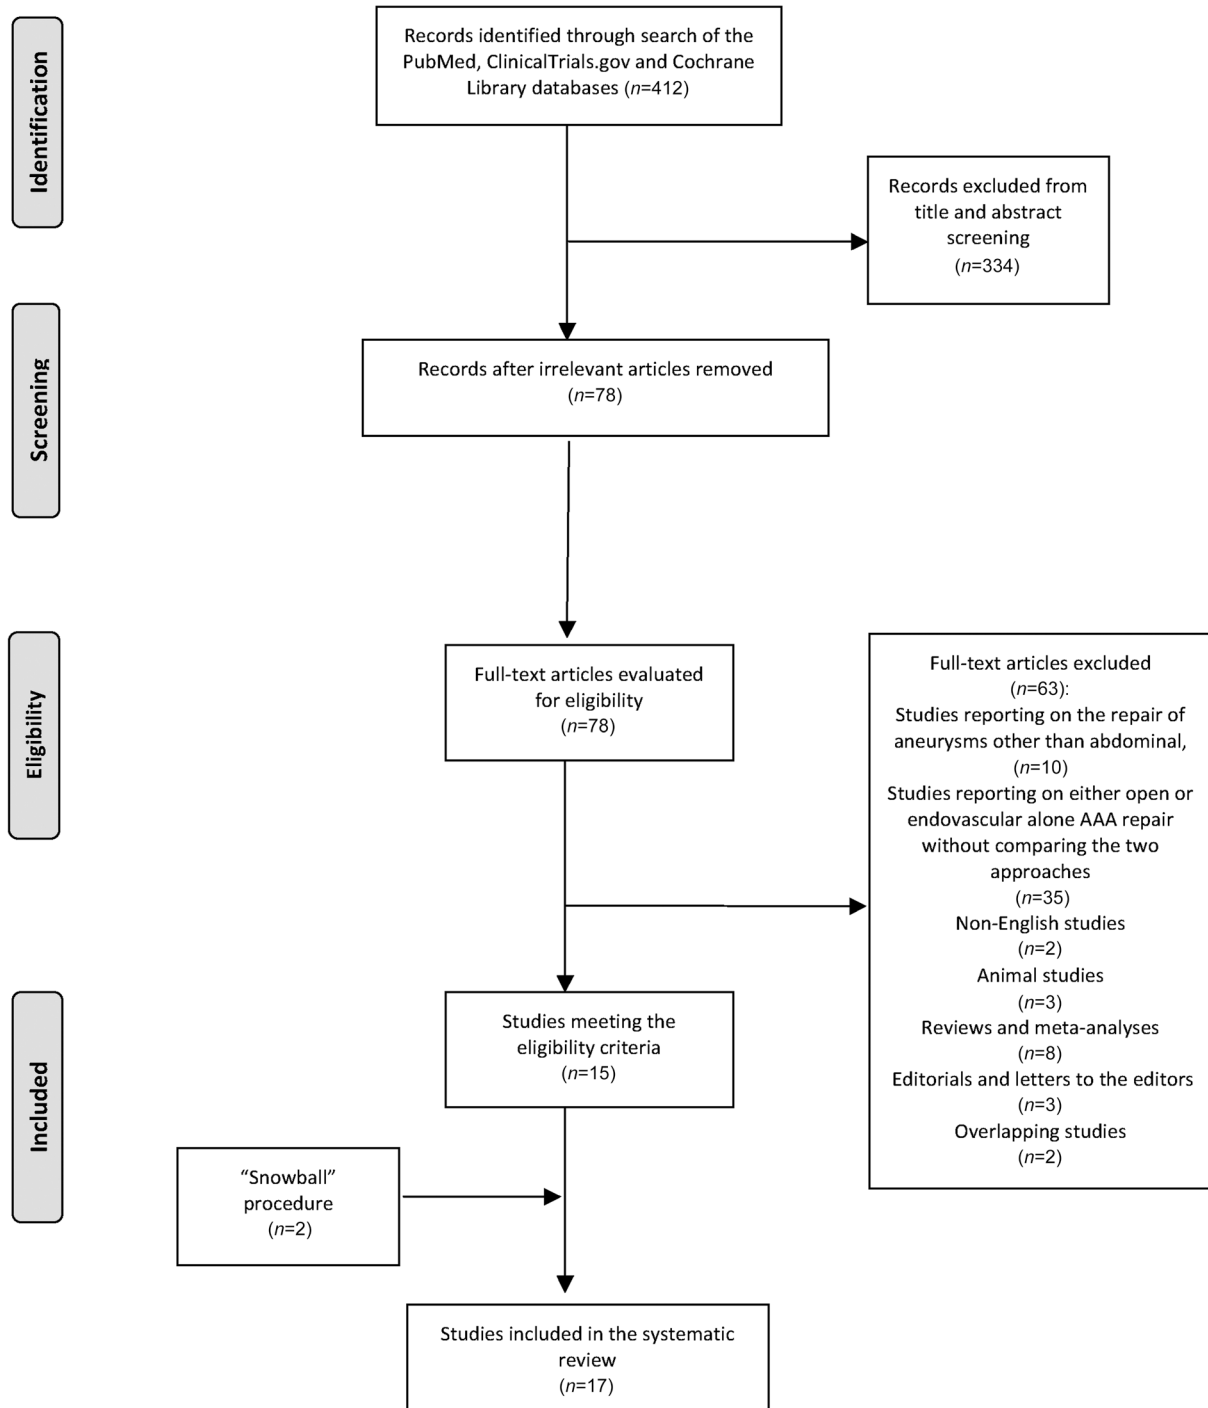 Identification
Records identified through search of the
PubMed, ClinicalTrials.gov and Cochrane
Library databases (n=412)
Records excluded from
title and abstract
screening
(n=334)
Screening
Records after irrelevant articles removed
(n=78)
Eligibility
Full-text articles evaluated
for eligibility
(n=78)
Full-text articles excluded
(n=63):
Studies reporting on the repair of
aneurysms other than abdominal,
(n=10)
Studies reporting on either open or
endovascular alone AAA repair
without comparing the two
approaches
(n=35)
Non-English studies
(n=2)
Animal studies
(n=3)
Reviews and meta-analyses
(n=8)
Editorials and letters to the editors
(n=3)
Overlapping studies
(n=2)
Included
Studies meeting the
eligibility criteria
(n=15)
“Snowball”
procedure
(n=2)
Studies included in the systematic
review
(n=17)